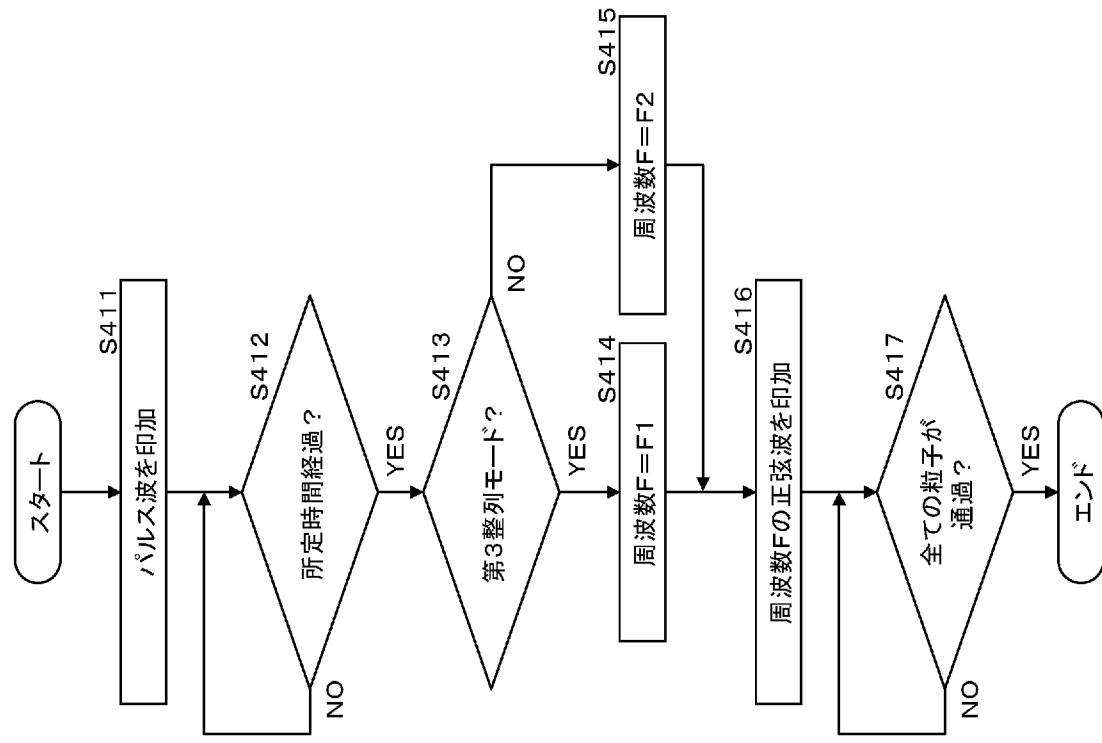 スタート
S411
パルス波を印加
S412
所定時間経過？
NO
YES
S413
第3整列モード？
NO
YES
S414
周波数F＝F1
S415
周波数F＝F2
S416
周波数Fの正弦波を印加
S417
全ての粒子が
通過？
NO
YES
エンド